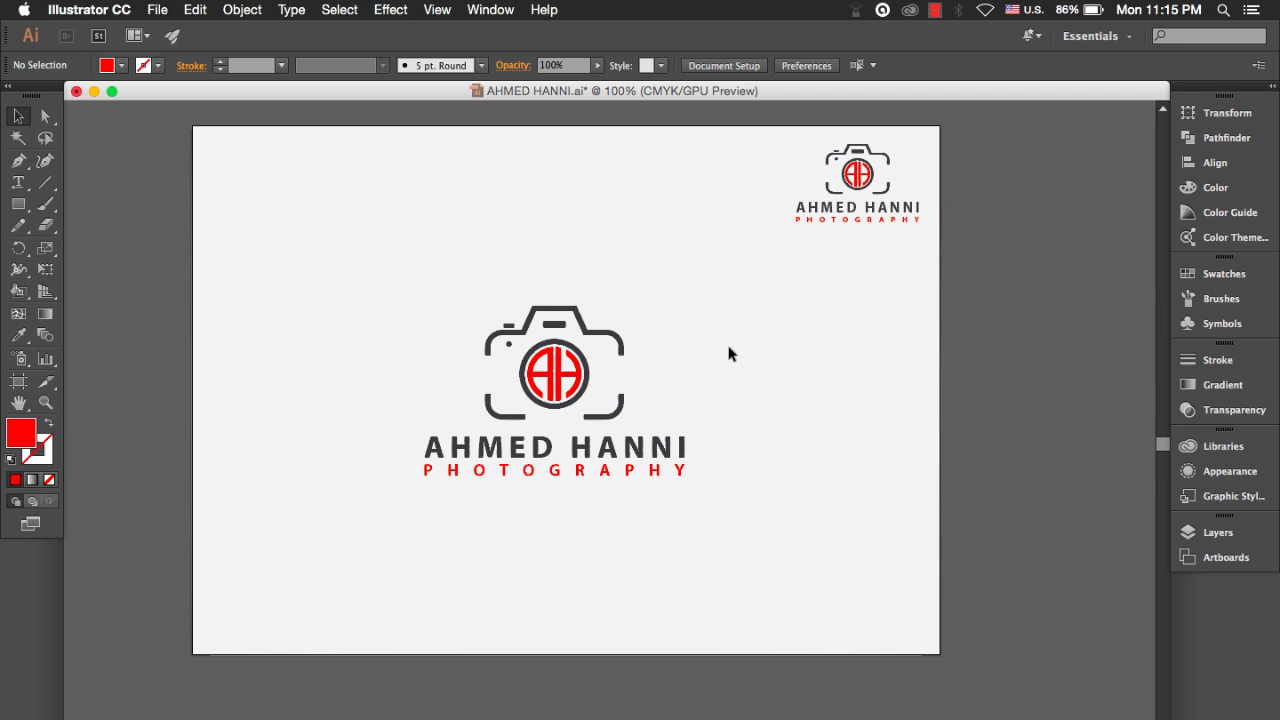 Illustrator CC File Edit Object Type Select Effect View Window Help U.S. 86% Mon 11:15 PM
Ai Br St Essentials
No Selection Stroke: 5 pt. Round Opacity: 100% Style: Document Setup Preferences
AHMED HANNI.ai* @ 100% (CMYK/GPU Preview)
Transform
Pathfinder
Align
Color
Color Guide
Color Theme...
Swatches
Brushes
Symbols
Stroke
Gradient
Transparency
Libraries
Appearance
Graphic Styl...
Layers
Artboards
AH
AHMED HANNI
PHOTOGRAPHY
AH
AHMED HANNI
PHOTOGRAPHY